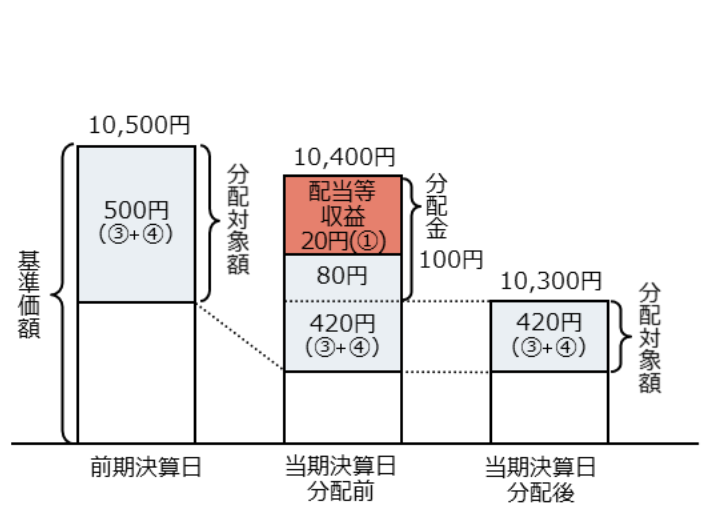 10,500円
500円
(③+④)
分配対象額
基準価額
前期決算日
10,400円
配当等
収益
20円(①)
80円
420円
(③+④)
分配金
100円
当期決算日
分配前
10,300円
420円
(③+④)
分配対象額
当期決算日
分配後